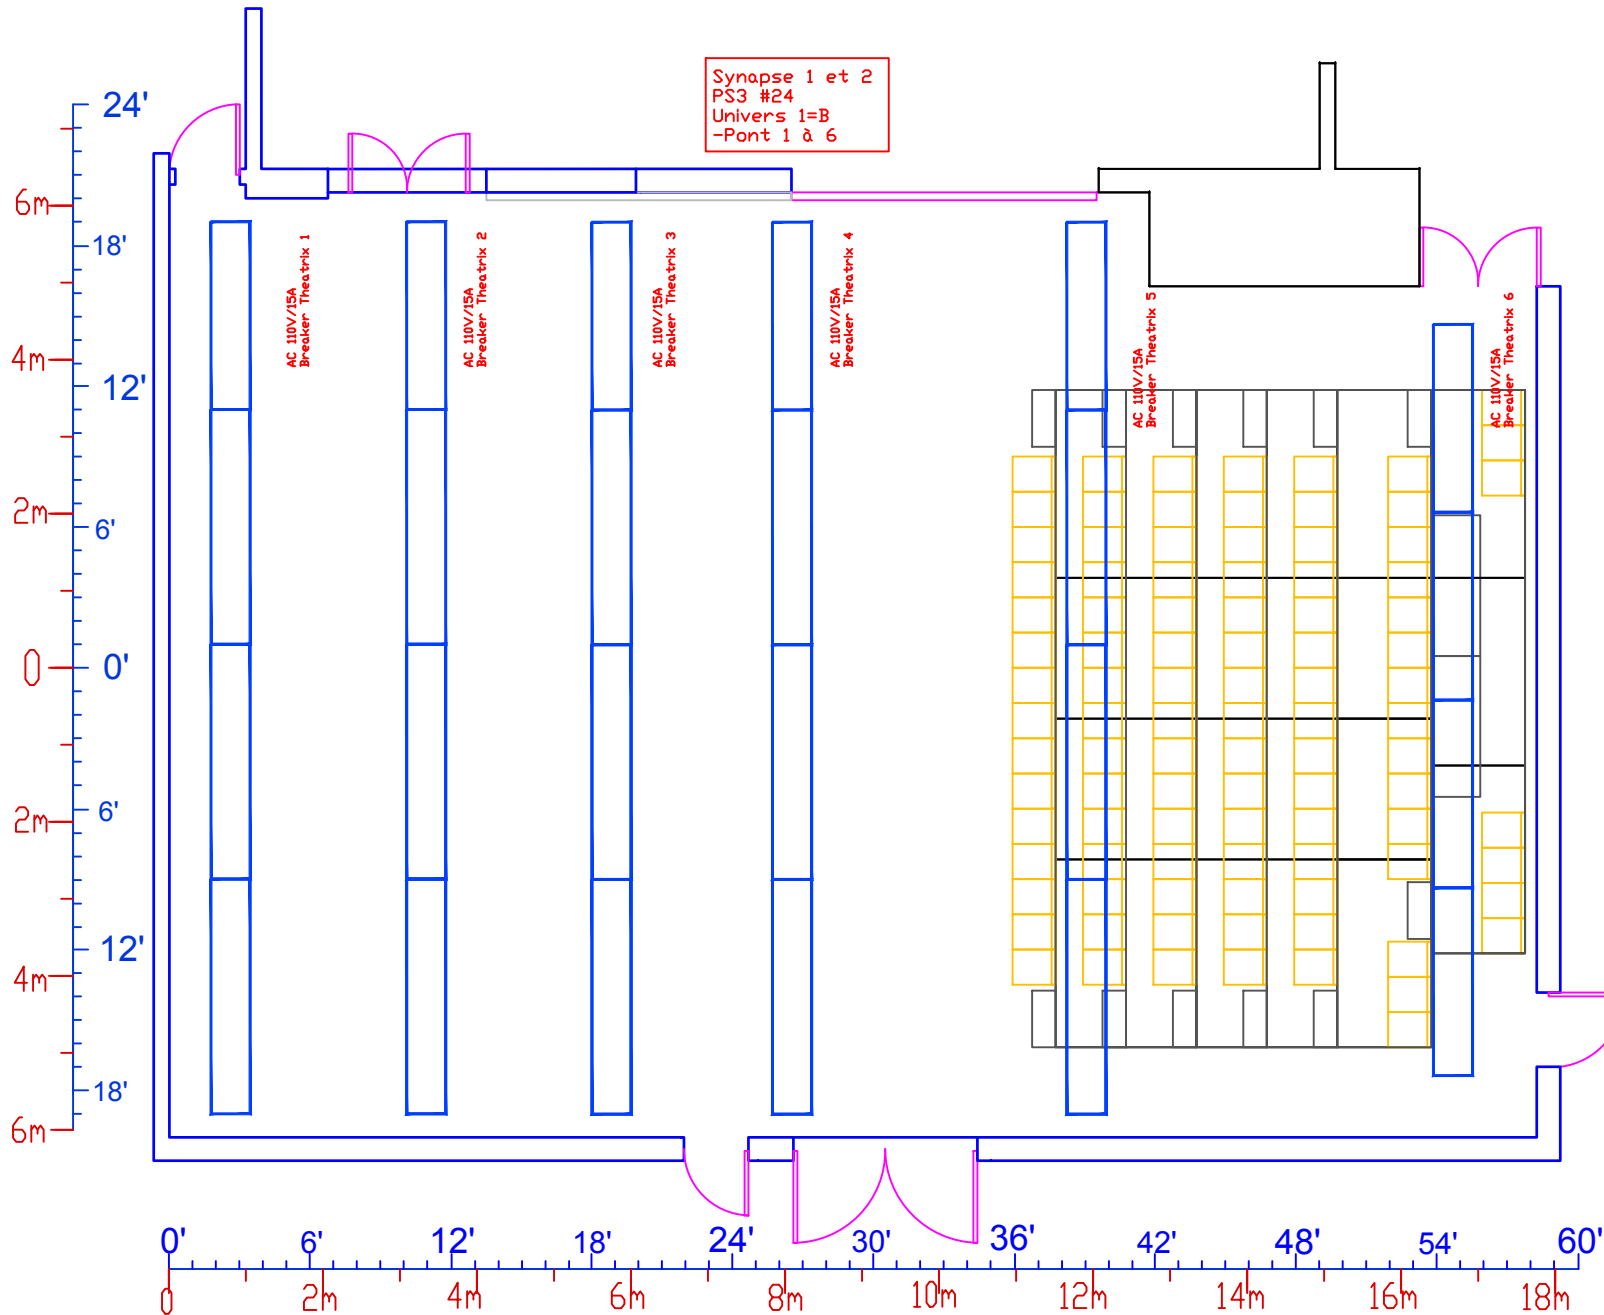 Synapse 1 et 2
PS3 #24
Univers 1=B
-Pont 1 à 6
24'
18'
12'
6'
0'
6'
12'
18'
6m
4m
2m
0
2m
4m
6m
AC 110V/15A
Breaker Theatrix 1
AC 110V/15A
Breaker Theatrix 2
AC 110V/15A
Breaker Theatrix 3
AC 110V/15A
Breaker Theatrix 4
AC 110V/15A
Breaker Theatrix 5
AC 110V/15A
Breaker Theatrix 6
0' 6' 12' 18' 24' 30' 36' 42' 48' 54' 60'
0 2m 4m 6m 8m 10m 12m 14m 16m 18m